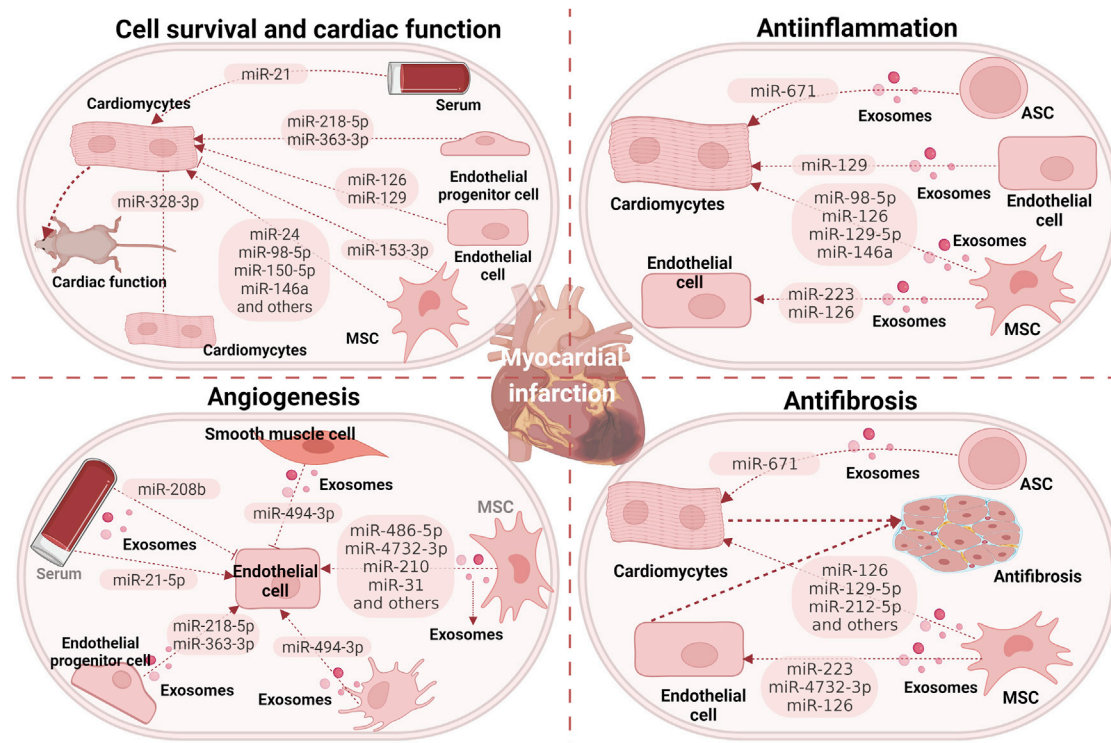 Cell survival and cardiac function
miR-21
Cardiomycytes
Serum
miR-218-5p
miR-363-3p
Endothelial
progenitor cell
miR-126
miR-129
miR-328-3p
Endothelial
cell
miR-24
miR-98-5p
miR-150-5p
miR-146a
and others
miR-153-3p
Cardiac function
MSC
Cardiomycytes
Antiinflammation
miR-671
Exosomes
ASC
miR-129
Exosomes
Cardiomycytes
Endothelial
cell
miR-98-5p
miR-126
miR-129-5p
miR-146a
Exosomes
Endothelial
cell
miR-223
miR-126
Exosomes
MSC
Myocardial
infarction
Angiogenesis
Smooth muscle cell
Exosomes
miR-208b
miR-494-3p
MSC
Exosomes
Serum
miR-21-5p
Endothelial
cell
miR-486-5p
miR-4732-3p
miR-210
miR-31
and others
Exosomes
miR-218-5p
miR-363-3p
Endothelial
progenitor cell
Exosomes
miR-494-3p
Exosomes
Antifibrosis
miR-671
Exosomes
ASC
Cardiomycytes
Antifibrosis
miR-126
miR-129-5p
miR-212-5p
and others
Exosomes
Endothelial
cell
miR-223
miR-4732-3p
miR-126
Exosomes
MSC